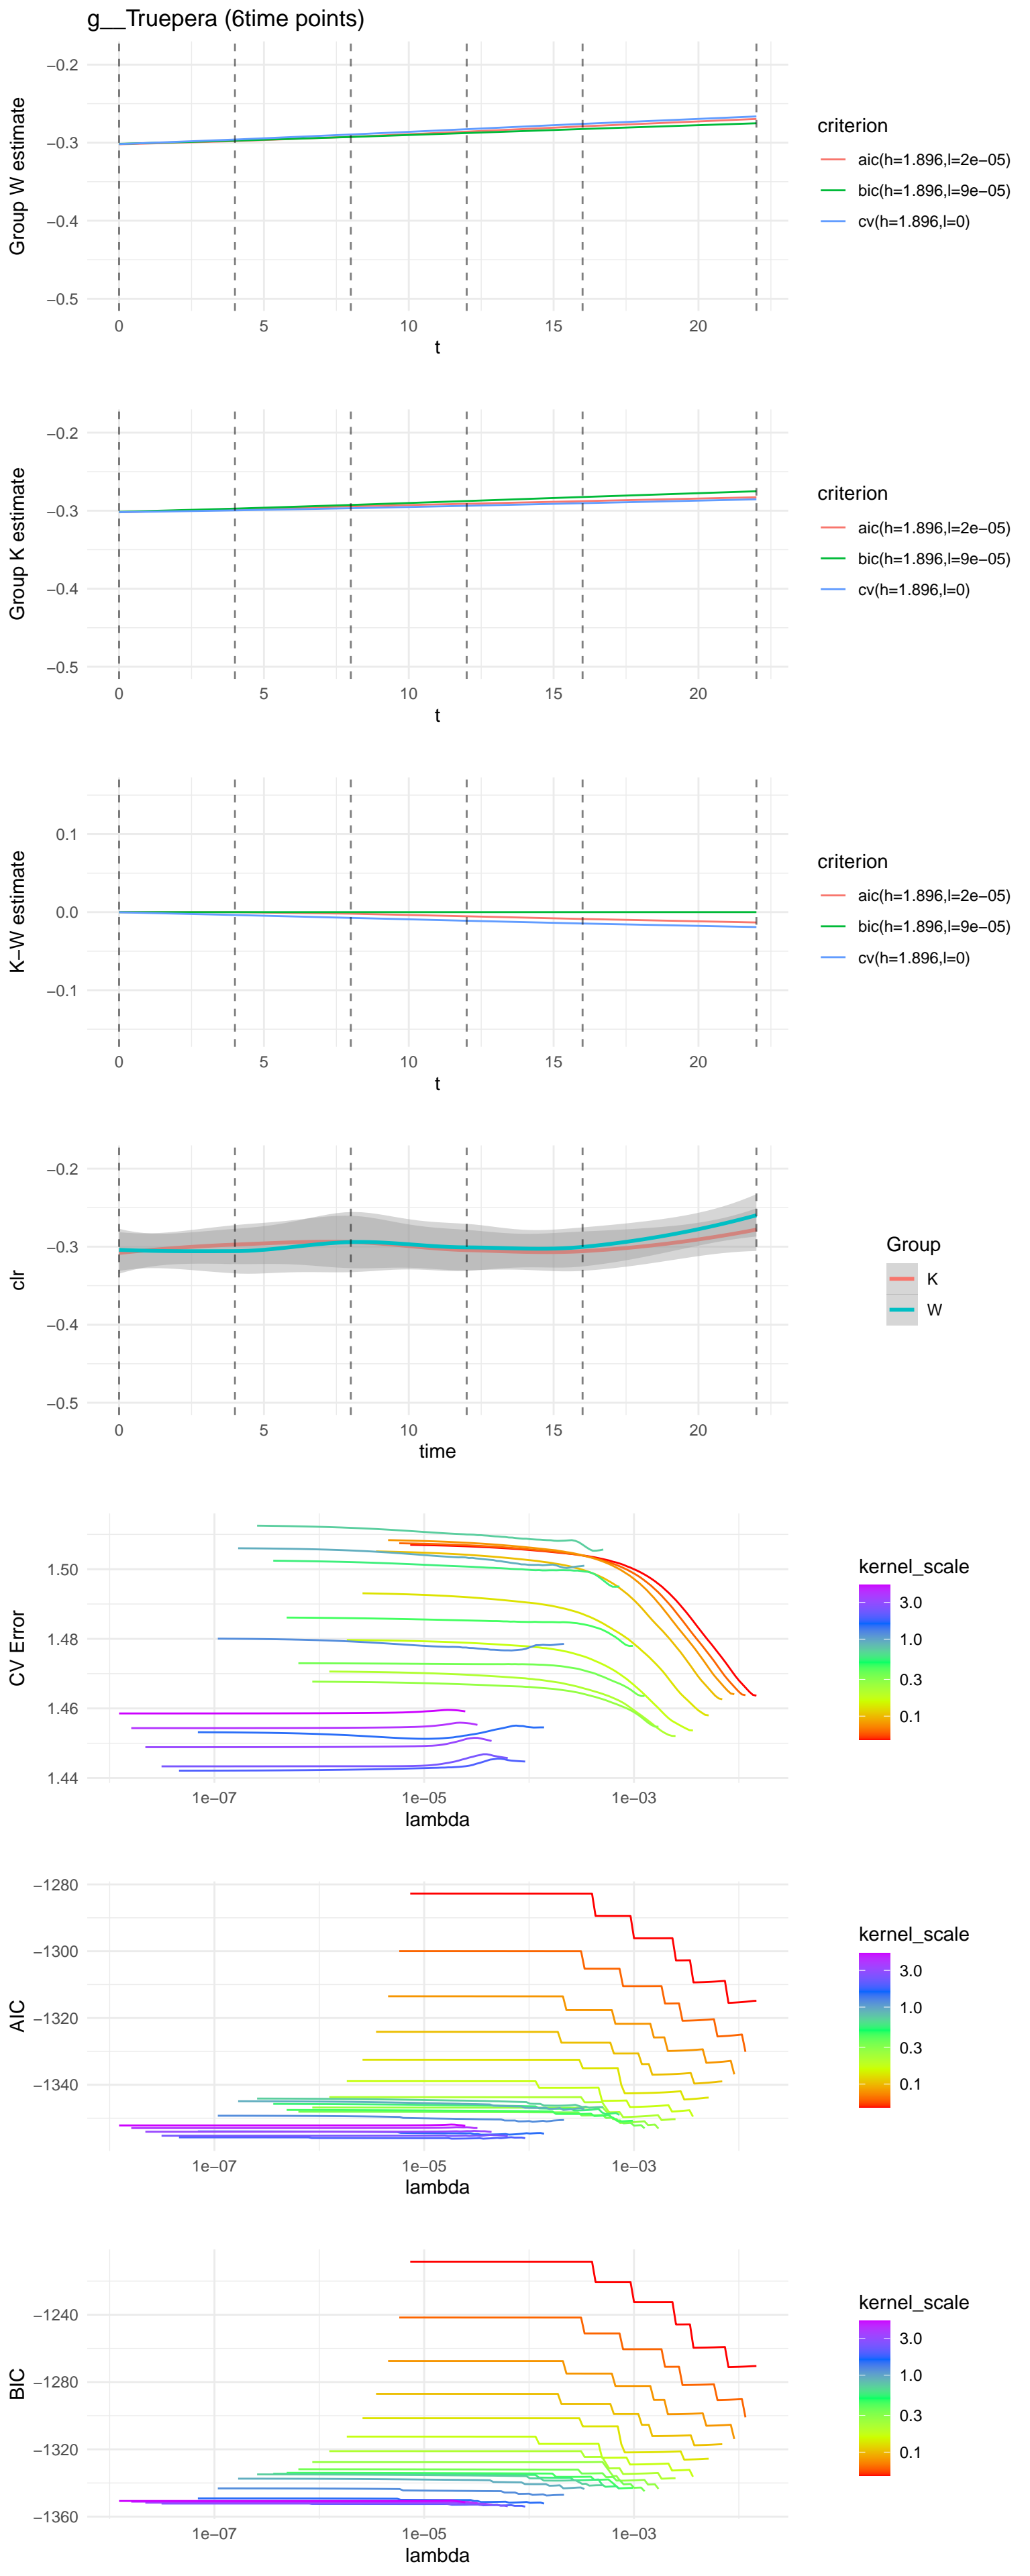 g__Truepera (6time points)
Group W estimate
−0.2
−0.3
−0.4
−0.5
0 5 10 15 20
t
criterion
aic(h=1.896,l=2e−05)
bic(h=1.896,l=9e−05)
cv(h=1.896,l=0)
Group K estimate
−0.2
−0.3
−0.4
−0.5
0 5 10 15 20
t
criterion
aic(h=1.896,l=2e−05)
bic(h=1.896,l=9e−05)
cv(h=1.896,l=0)
K−W estimate
0.1
0.0
−0.1
0 5 10 15 20
t
criterion
aic(h=1.896,l=2e−05)
bic(h=1.896,l=9e−05)
cv(h=1.896,l=0)
clr
−0.2
−0.3
−0.4
−0.5
0 5 10 15 20
time
Group
K
W
CV Error
1.50
1.48
1.46
1.44
1e−07 1e−05 1e−03
lambda
kernel_scale
3.0
1.0
0.3
0.1
AIC
−1280
−1300
−1320
−1340
1e−07 1e−05 1e−03
lambda
kernel_scale
3.0
1.0
0.3
0.1
BIC
−1240
−1280
−1320
−1360
1e−07 1e−05 1e−03
lambda
kernel_scale
3.0
1.0
0.3
0.1